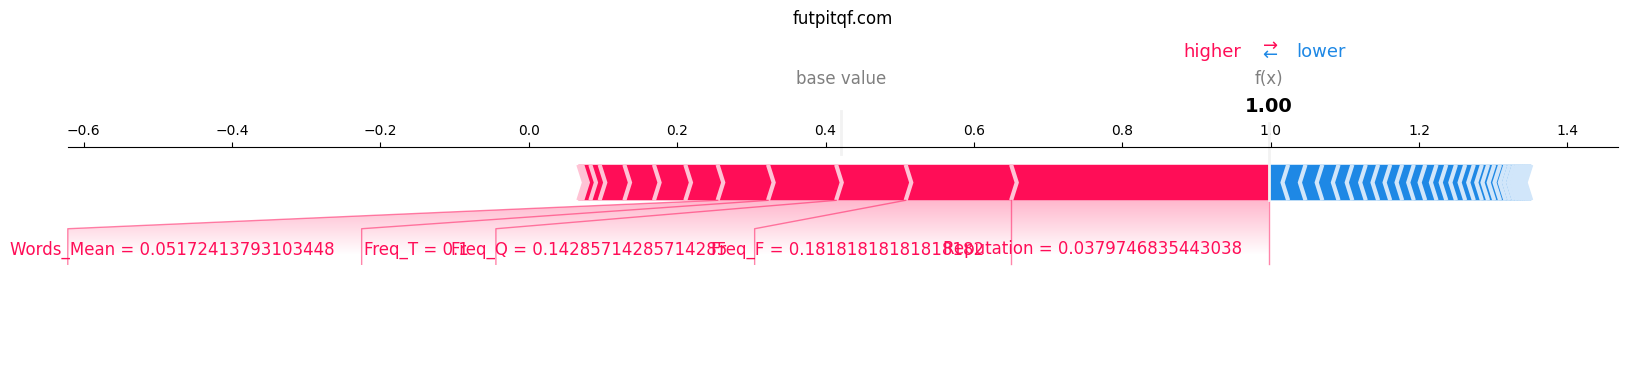 futpitqf.com
higher ⇄ lower
base value f(x)
1.00
−0.6 −0.4 −0.2 0.0 0.2 0.4 0.6 0.8 1.0 1.2 1.4
Words_Mean = 0.05172413793103448 Freq_T = 0.1 Freq_Q = 0.14285714285714285 Freq_F = 0.18181818181818182 Reputation = 0.0379746835443038